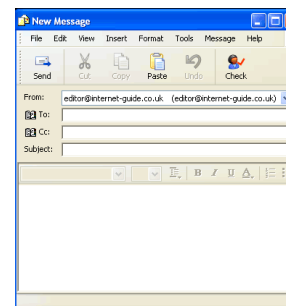 New Message
File Edit View Insert Format Tools Message Help
Send Cut Copy Paste Undo Check
From: editor@internet-guide.co.uk (editor@internet-guide.co.uk)
To:
Cc:
Subject:
B I U A